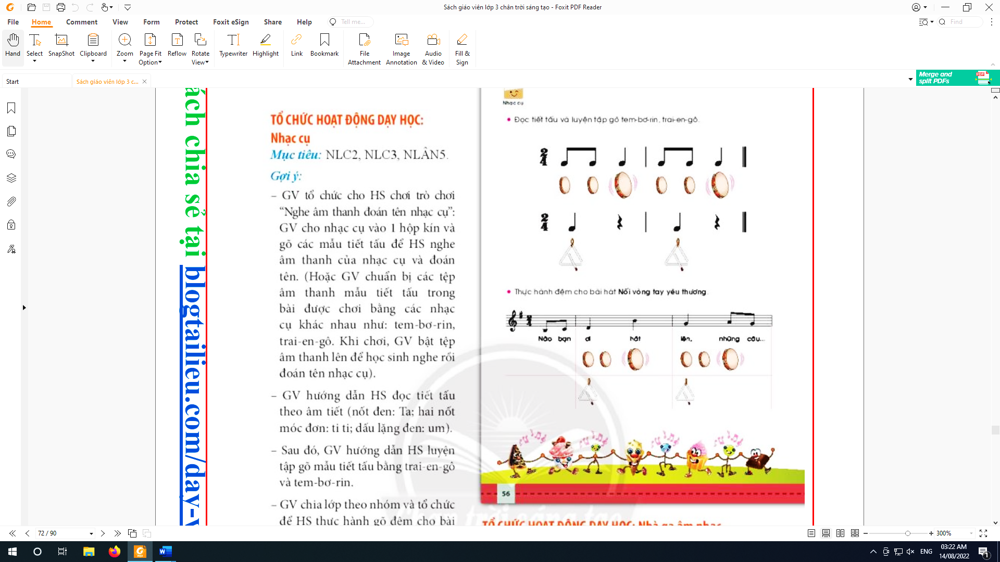 Sách giáo viên lớp 3 chân trời sáng tạo - Foxit PDF Reader
File Home Comment View Form Protect Foxit eSign Share Help Tell me... Find
Hand Select SnapShot Clipboard Zoom Page Fit Option Reflow Rotate View Typewriter Highlight Link Bookmark File Attachment Image Annotation Audio & Video Fill & Sign
Start
Sách giáo viên lớp 3 c...
Merge and
split PDFs
ách chia sẻ tại blogtailieu.com/day-
TỔ CHỨC HOẠT ĐỘNG DẠY HỌC:
Nhạc cụ
Mục tiêu: NLC2, NLC3, NLÂN5.
Gợi ý:
– GV tổ chức cho HS chơi trò chơi
“Nghe âm thanh đoán tên nhạc cụ”:
GV cho nhạc cụ vào 1 hộp kín và
gõ các mẫu tiết tấu để HS nghe
âm thanh của nhạc cụ và đoán
tên. (Hoặc GV chuẩn bị các tệp
âm thanh mẫu tiết tấu trong
bài được chơi bằng các nhạc
cụ khác nhau như: tem-bơ-rin,
trai-en-gô. Khi chơi, GV bật tệp
âm thanh lên để học sinh nghe rồi
đoán tên nhạc cụ).
– GV hướng dẫn HS đọc tiết tấu
theo âm tiết (nốt đen: Ta; hai nốt
móc đơn: ti ti; dấu lặng đen: um).
– Sau đó, GV hướng dẫn HS luyện
tập gõ mẫu tiết tấu bằng trai-en-gô
và tem-bơ-rin.
– GV chia lớp theo nhóm và tổ chức
để HS thực hành gõ đệm cho bài
Nhạc cụ
• Đọc tiết tấu và luyện tập gõ tem-bơ-rin, trai-en-gô.
2
4
2
4
• Thực hành đệm cho bài hát Nối vòng tay yêu thương.
2
4
Nào bạn ơi hát lên, những câu...
56
Chân trời sáng tạo
TỔ CHỨC HOẠT ĐỘNG DẠY HỌC: Nhà ga âm nhạc
72 / 90
300%
ENG
03:22 AM
14/08/2022
1